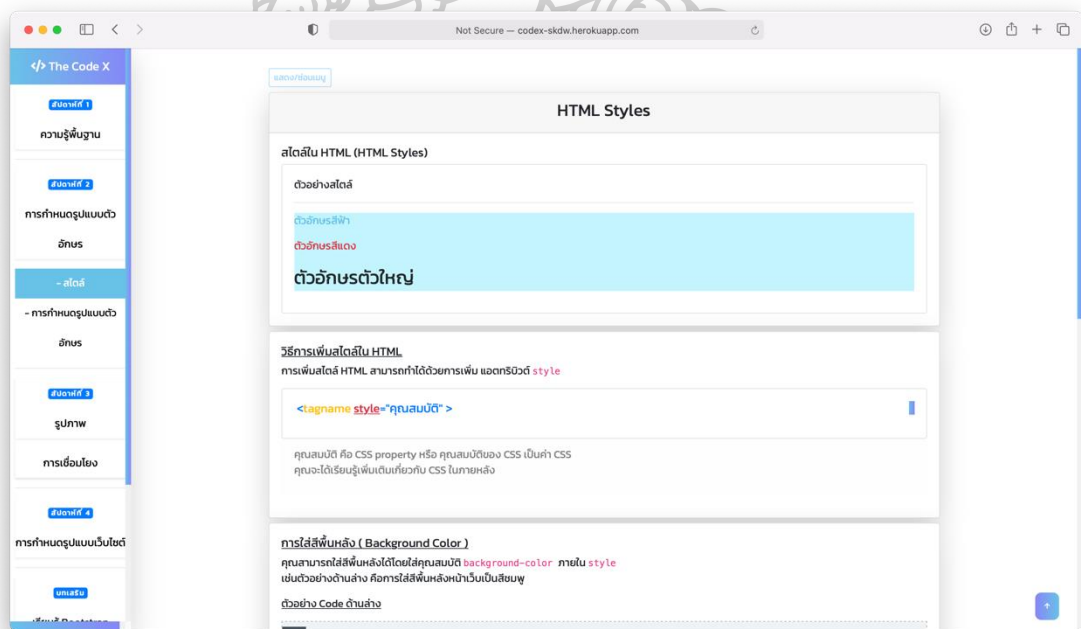 Not Secure — codex-skdw.herokuapp.com
</> The Code X
สัปดาห์ที่ 1
ความรู้พื้นฐาน
สัปดาห์ที่ 2
การกำหนดรูปแบบตัว
อักษร
- สไตล์
- การกำหนดรูปแบบตัว
อักษร
สัปดาห์ที่ 3
รูปภาพ
การเชื่อมโยง
สัปดาห์ที่ 4
การกำหนดรูปแบบเว็บไซต์
บทเสริม
เรียนรู้ Bootstrap
แสดง/ซ่อนเมนู
HTML Styles
สไตล์ใน HTML (HTML Styles)
ตัวอย่างสไตล์
ตัวอักษรสีฟ้า
ตัวอักษรสีแดง
ตัวอักษรตัวใหญ่
วิธีการเพิ่มสไตล์ใน HTML
การเพิ่มสไตล์ HTML สามารถทำได้ด้วยการเพิ่ม แอตทริบิวต์ style
<tagname style="คุณสมบัติ" >
คุณสมบัติ คือ CSS property หรือ คุณสมบัติของ CSS เป็นค่า CSS
คุณจะได้เรียนรู้เพิ่มเติมเกี่ยวกับ CSS ในภายหลัง
การใส่สีพื้นหลัง ( Background Color )
คุณสามารถใส่สีพื้นหลังได้โดยใส่คุณสมบัติ background-color ภายใน style
เช่นตัวอย่างด้านล่าง คือการใส่สีพื้นหลังหน้าเว็บเป็นสีชมพู
ตัวอย่าง Code ด้านล่าง